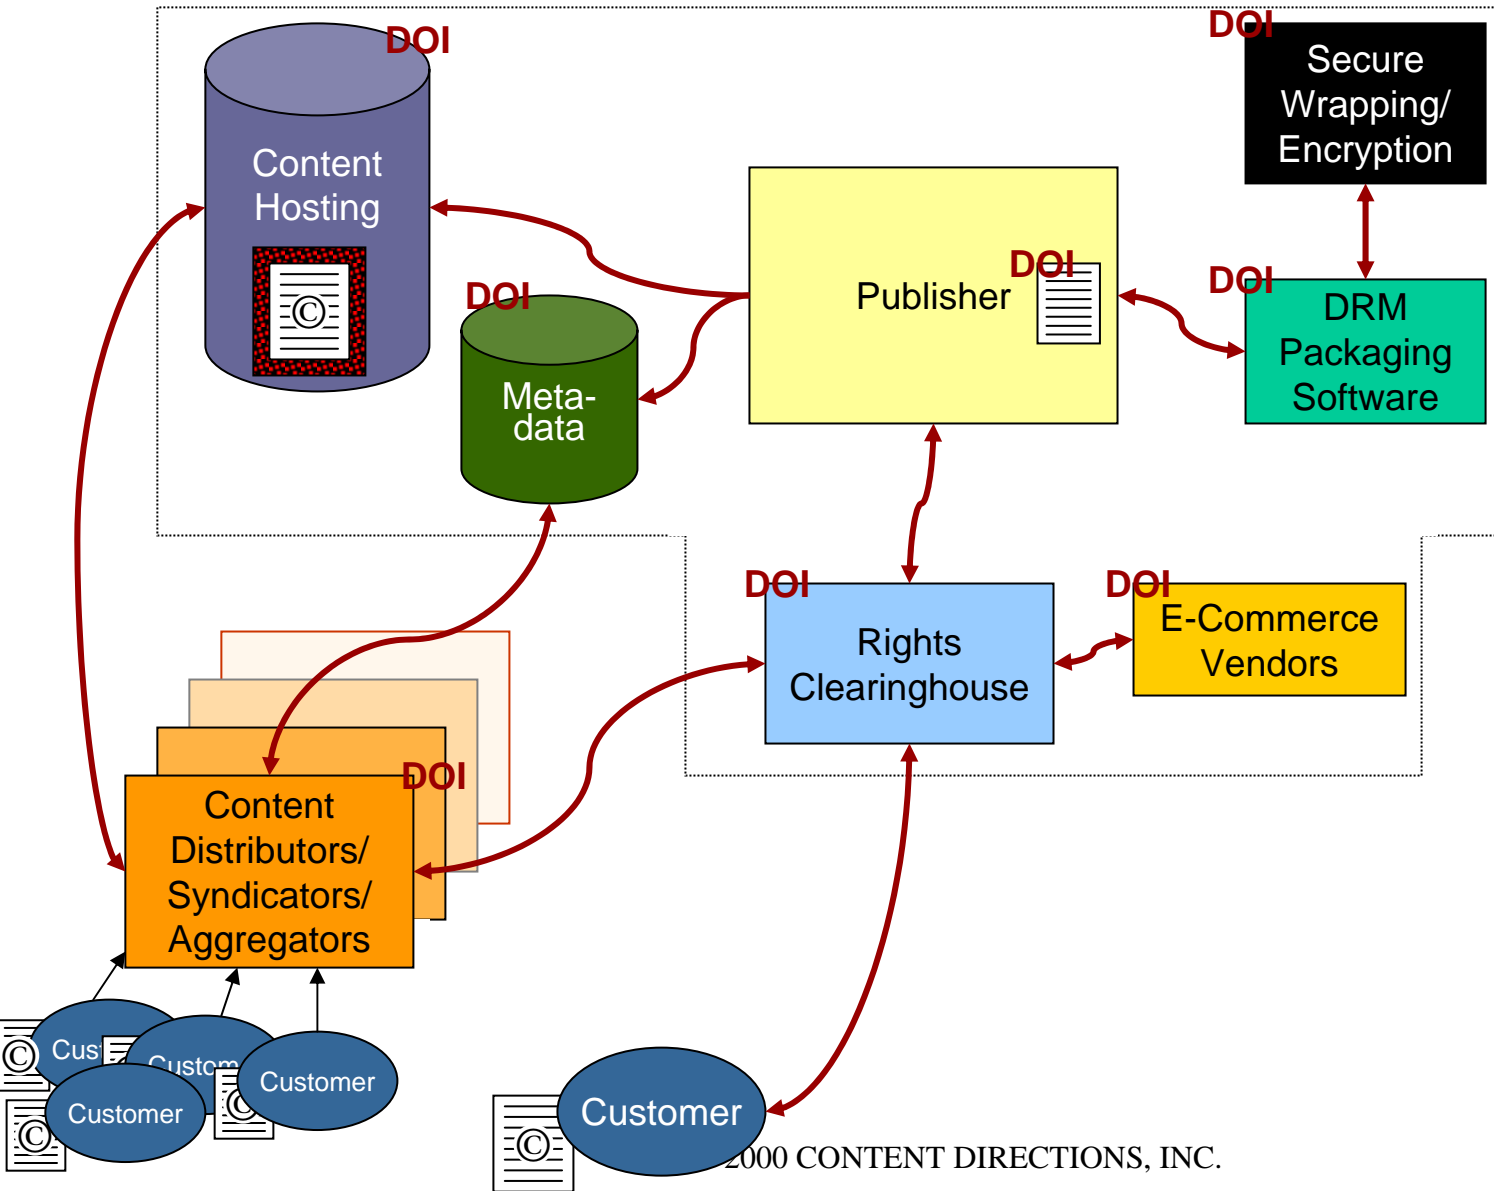 DOI
DOI
Secure
Wrapping/
Encryption
Content
Hosting
©
DOI
Meta-
data
Publisher
DOI
DOI
DRM
Packaging
Software
DOI
Rights
Clearinghouse
DOI
E-Commerce
Vendors
DOI
Content
Distributors/
Syndicators/
Aggregators
©
Customer
©
Customer
©
Customer
©
2000 CONTENT DIRECTIONS, INC.